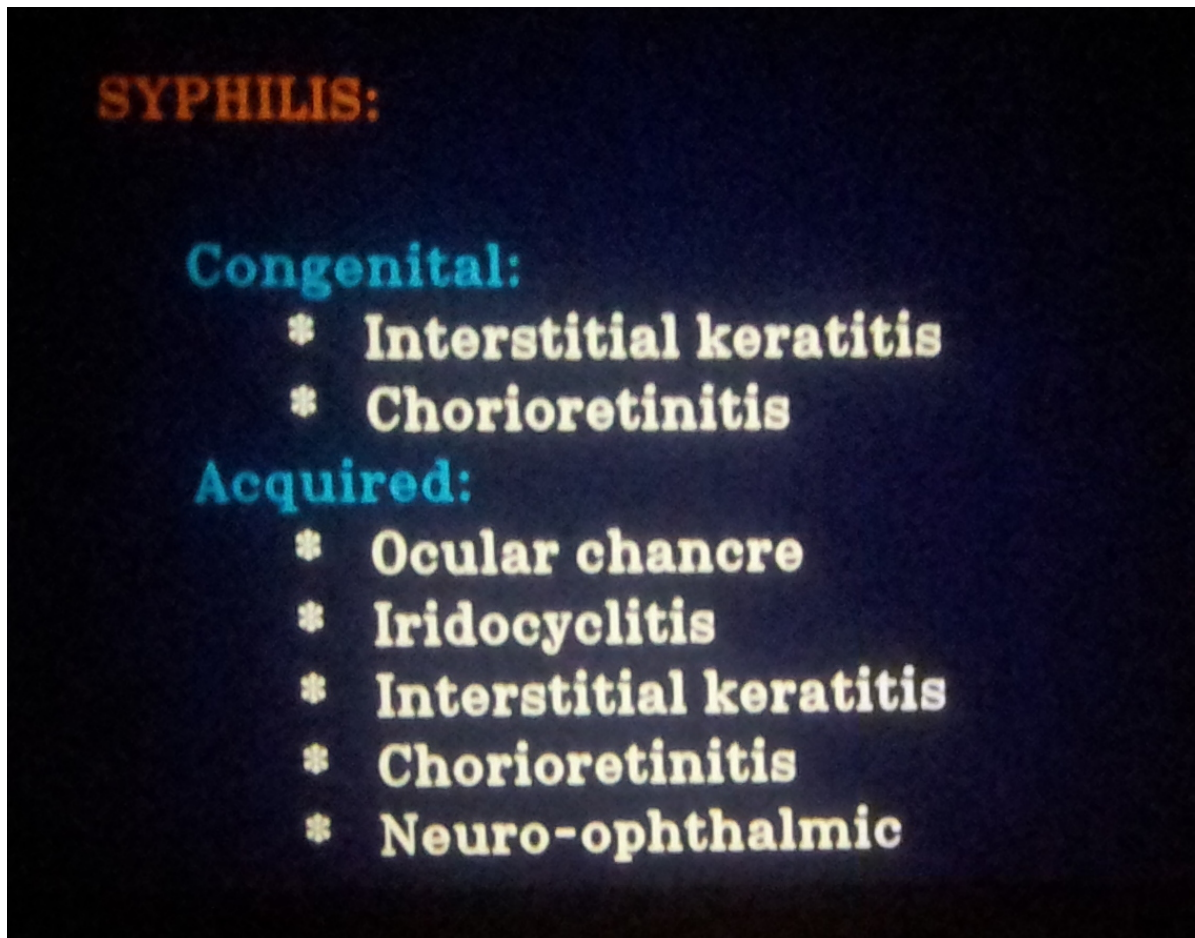 SYPHILIS:
Congenital:
* Interstitial keratitis
* Chorioretinitis
Acquired:
* Ocular chancre
* Iridocyclitis
* Interstitial keratitis
* Chorioretinitis
* Neuro-ophthalmic